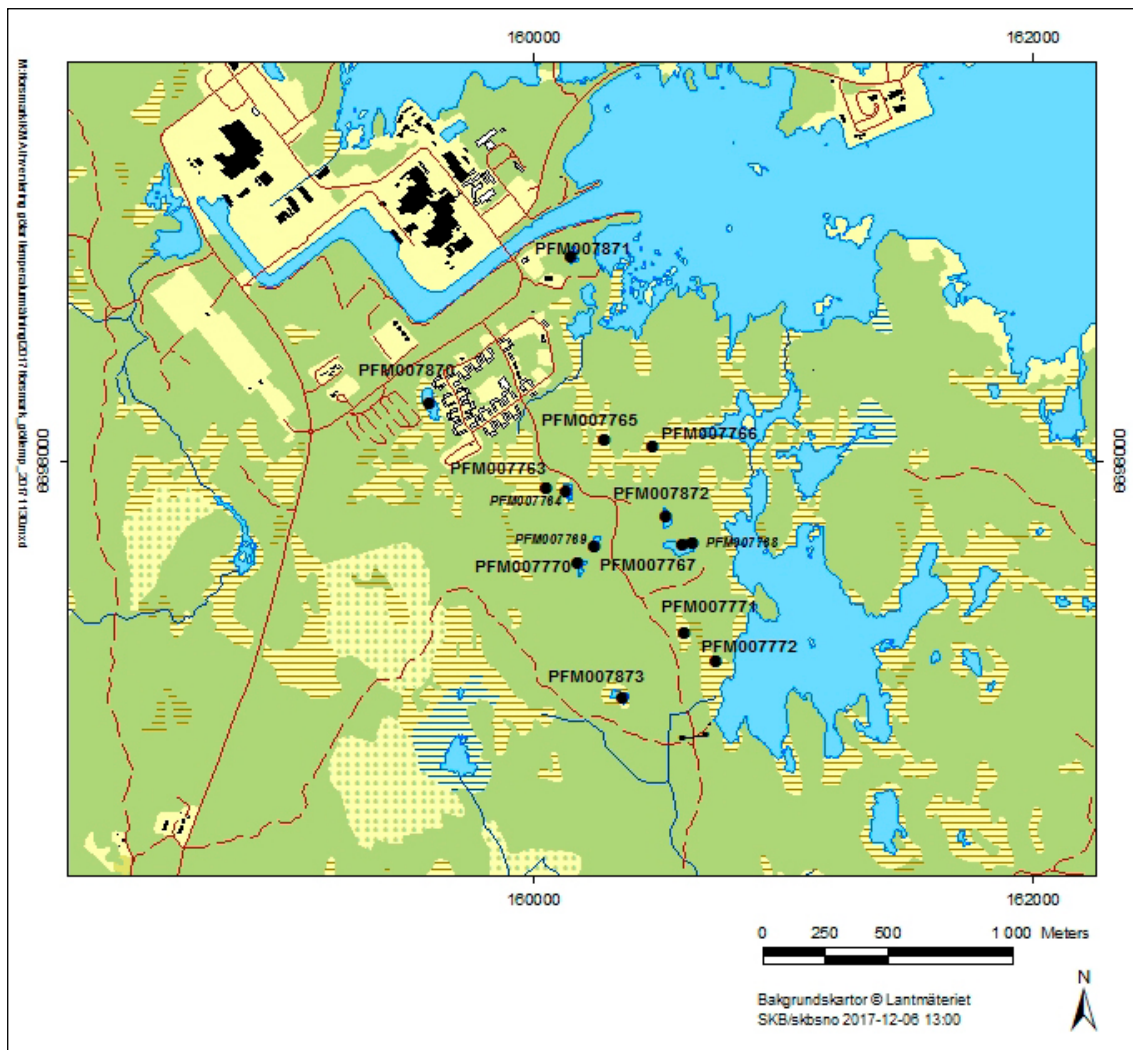 160000
162000
PFM007871
PFM007870
PFM007765
PFM007766
6698000
6698000
PFM007763
PFM007764
PFM007872
PFM007769
PFM007768
PFM007770
PFM007767
PFM007771
PFM007772
PFM007873
160000
162000
0 250 500 1 000 Meters
N
Bakgrundskartor © Lantmäteriet
SKB/skbsno 2017-12-06 13:00